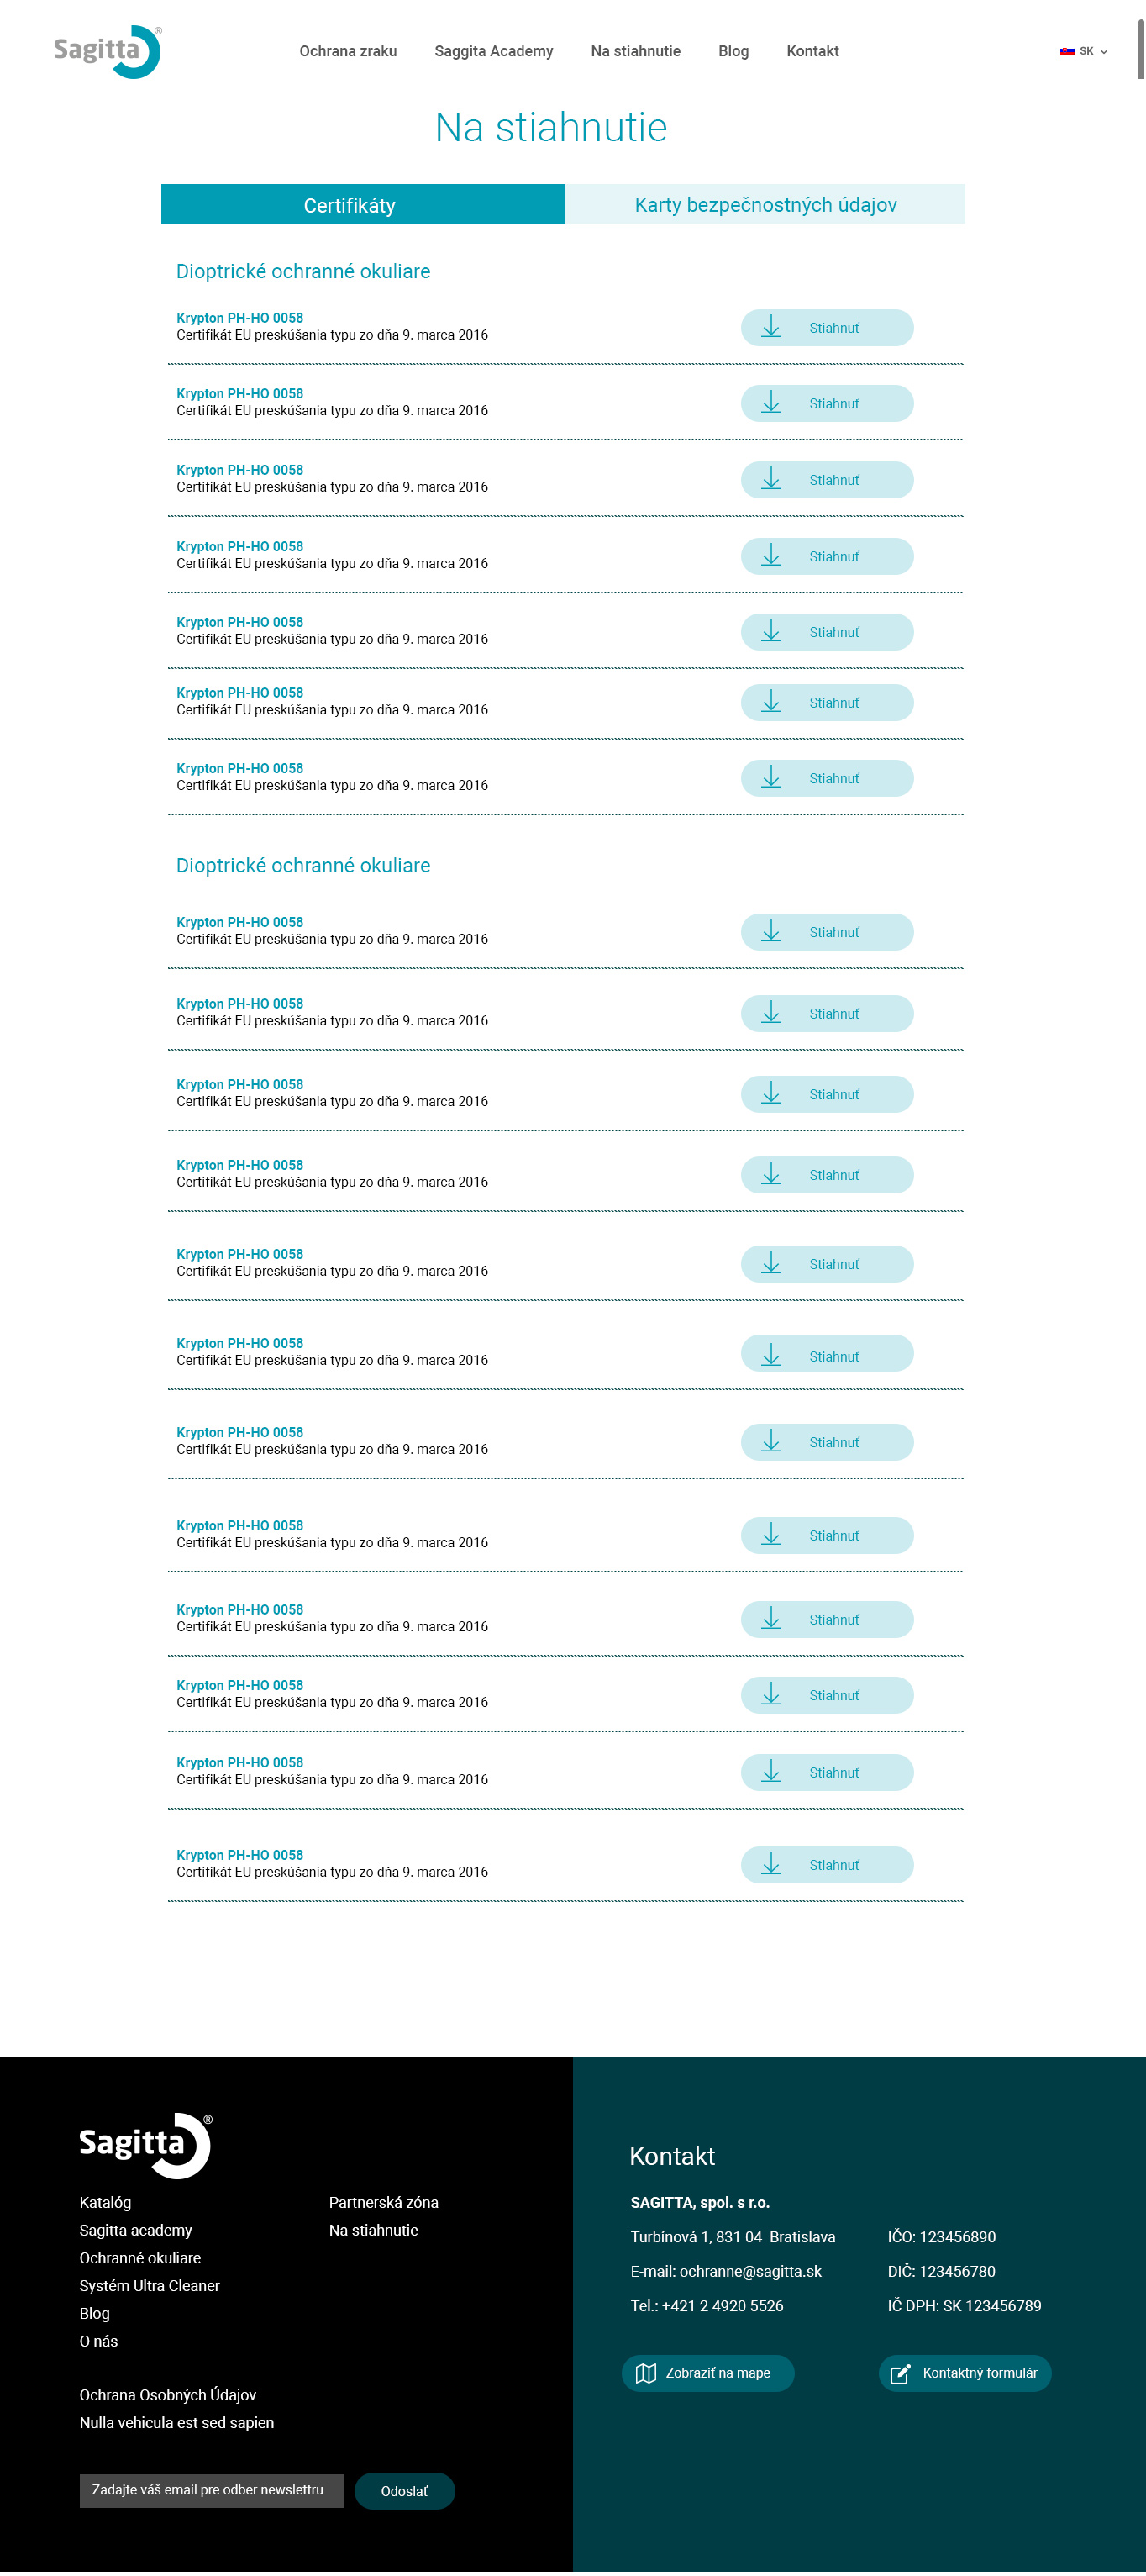 Sagitta®
Ochrana zraku Saggita Academy Na stiahnutie Blog Kontakt SK
Na stiahnutie
Certifikáty Karty bezpečnostných údajov
Dioptrické ochranné okuliare
Krypton PH-HO 0058
Certifikát EU preskúšania typu zo dňa 9. marca 2016
Stiahnuť
Krypton PH-HO 0058
Certifikát EU preskúšania typu zo dňa 9. marca 2016
Stiahnuť
Krypton PH-HO 0058
Certifikát EU preskúšania typu zo dňa 9. marca 2016
Stiahnuť
Krypton PH-HO 0058
Certifikát EU preskúšania typu zo dňa 9. marca 2016
Stiahnuť
Krypton PH-HO 0058
Certifikát EU preskúšania typu zo dňa 9. marca 2016
Stiahnuť
Krypton PH-HO 0058
Certifikát EU preskúšania typu zo dňa 9. marca 2016
Stiahnuť
Krypton PH-HO 0058
Certifikát EU preskúšania typu zo dňa 9. marca 2016
Stiahnuť
Dioptrické ochranné okuliare
Krypton PH-HO 0058
Certifikát EU preskúšania typu zo dňa 9. marca 2016
Stiahnuť
Krypton PH-HO 0058
Certifikát EU preskúšania typu zo dňa 9. marca 2016
Stiahnuť
Krypton PH-HO 0058
Certifikát EU preskúšania typu zo dňa 9. marca 2016
Stiahnuť
Krypton PH-HO 0058
Certifikát EU preskúšania typu zo dňa 9. marca 2016
Stiahnuť
Krypton PH-HO 0058
Certifikát EU preskúšania typu zo dňa 9. marca 2016
Stiahnuť
Krypton PH-HO 0058
Certifikát EU preskúšania typu zo dňa 9. marca 2016
Stiahnuť
Krypton PH-HO 0058
Certifikát EU preskúšania typu zo dňa 9. marca 2016
Stiahnuť
Krypton PH-HO 0058
Certifikát EU preskúšania typu zo dňa 9. marca 2016
Stiahnuť
Krypton PH-HO 0058
Certifikát EU preskúšania typu zo dňa 9. marca 2016
Stiahnuť
Krypton PH-HO 0058
Certifikát EU preskúšania typu zo dňa 9. marca 2016
Stiahnuť
Krypton PH-HO 0058
Certifikát EU preskúšania typu zo dňa 9. marca 2016
Stiahnuť
Krypton PH-HO 0058
Certifikát EU preskúšania typu zo dňa 9. marca 2016
Stiahnuť
Sagitta®
Katalóg
Sagitta academy
Ochranné okuliare
Systém Ultra Cleaner
Blog
O nás
Partnerská zóna
Na stiahnutie
Ochrana Osobných Údajov
Nulla vehicula est sed sapien
Zadajte váš email pre odber newslettru
Odoslať
Kontakt
SAGITTA, spol. s r.o.
Turbínová 1, 831 04 Bratislava
E-mail: ochranne@sagitta.sk
Tel.: +421 2 4920 5526
IČO: 123456890
DIČ: 123456780
IČ DPH: SK 123456789
Zobraziť na mape
Kontaktný formulár